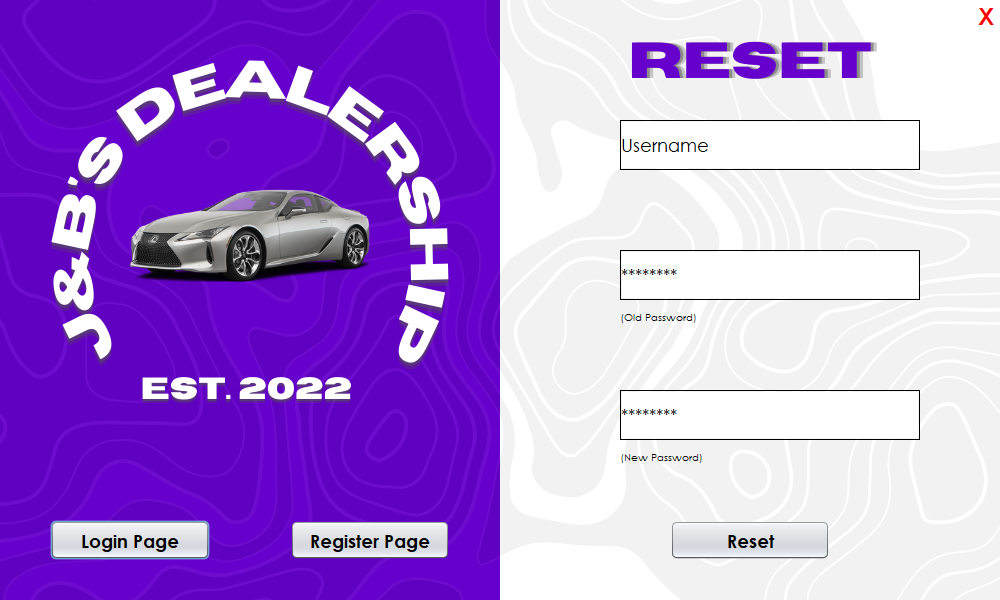 J&B'S DEALERSHIP
EST. 2022
Login Page
Register Page
X
RESET
Username
********
(Old Password)
********
(New Password)
Reset